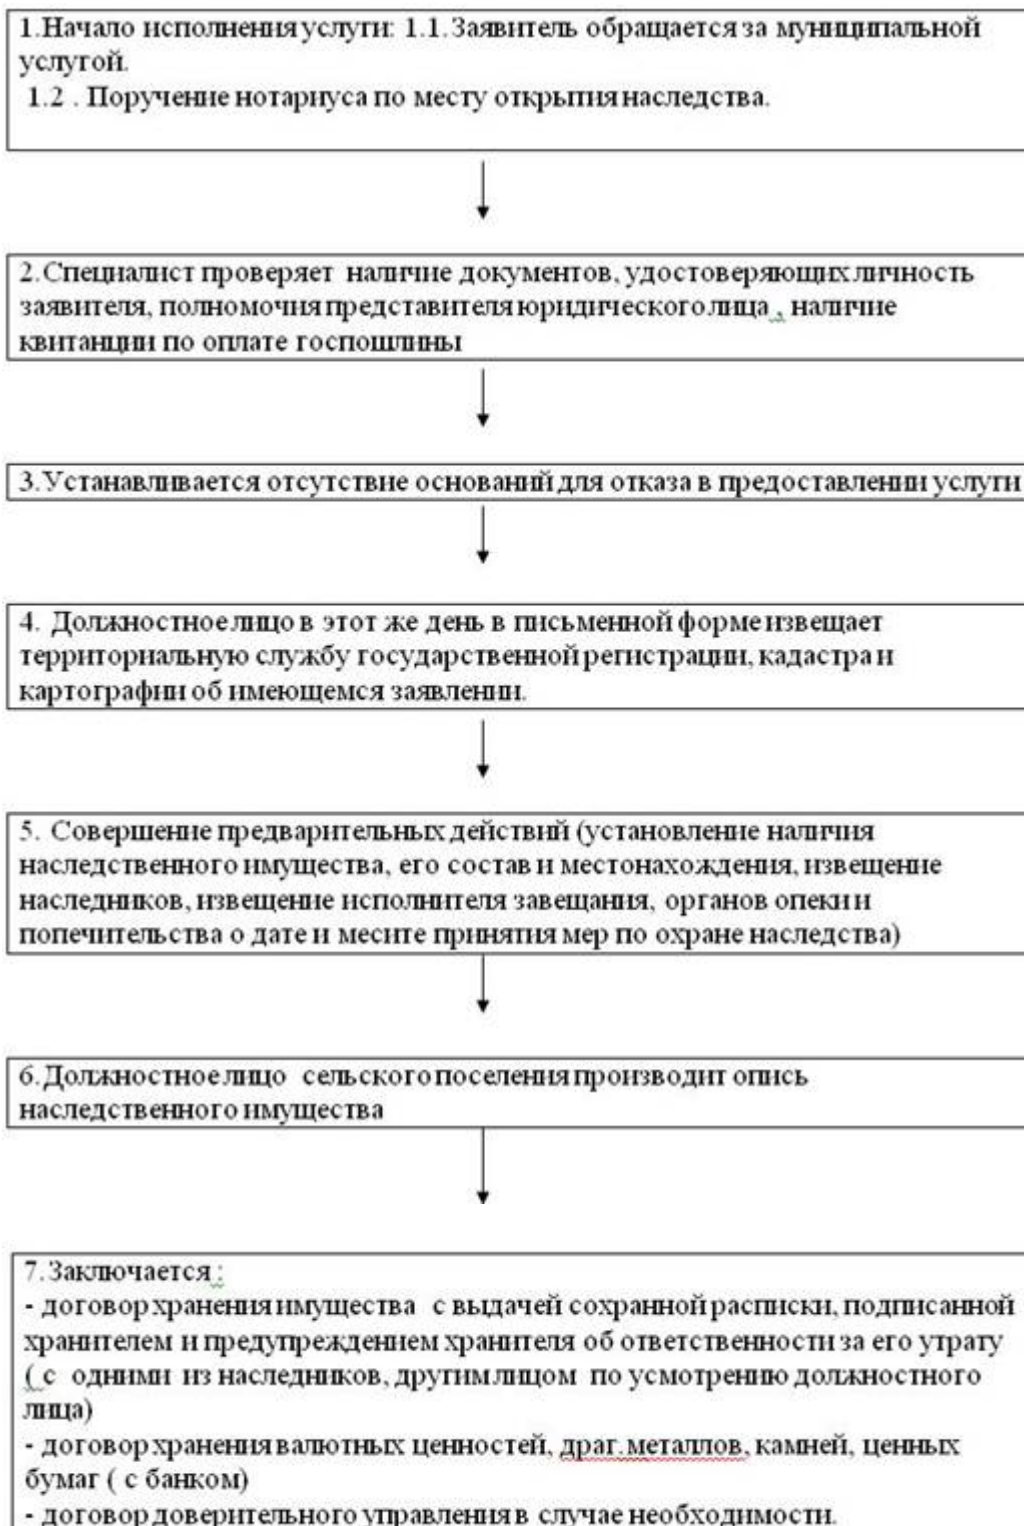 1.Начало исполнения услуги: 1.1.Заявитель обращается за муниципальной
услугой.
1.2 . Поручение нотариуса по месту открытия наследства.
2.Специалист проверяет наличие документов, удостоверяющих личность
заявителя, полномочия представителя юридического лица , наличие
квитанции по оплате госпошлины
3.Устанавливается отсутствие оснований для отказа в предоставлении услуги
4. Должностное лицо в этот же день в письменной форме извещает
территориальную службу государственной регистрации, кадастра и
картографии об имеющемся заявлении.
5. Совершение предварительных действий (установление наличия
наследственного имущества, его состав и местонахождения, извещение
наследников, извещение исполнителя завещания, органов опеки и
попечительства о дате и месите принятия мер по охране наследства)
6.Должностное лицо сельского поселения производит опись
наследственного имущества
7.Заключается :
- договор хранения имущества с выдачей сохранной расписки, подписанной
хранителем и предупреждением хранителя об ответственности за его утрату
( с одними из наследников, другим лицом по усмотрению должностного
лица)
- договор хранения валютных ценностей, драг.металлов, камней, ценных
бумаг ( с банком)
- договор доверительного управления в случае необходимости.